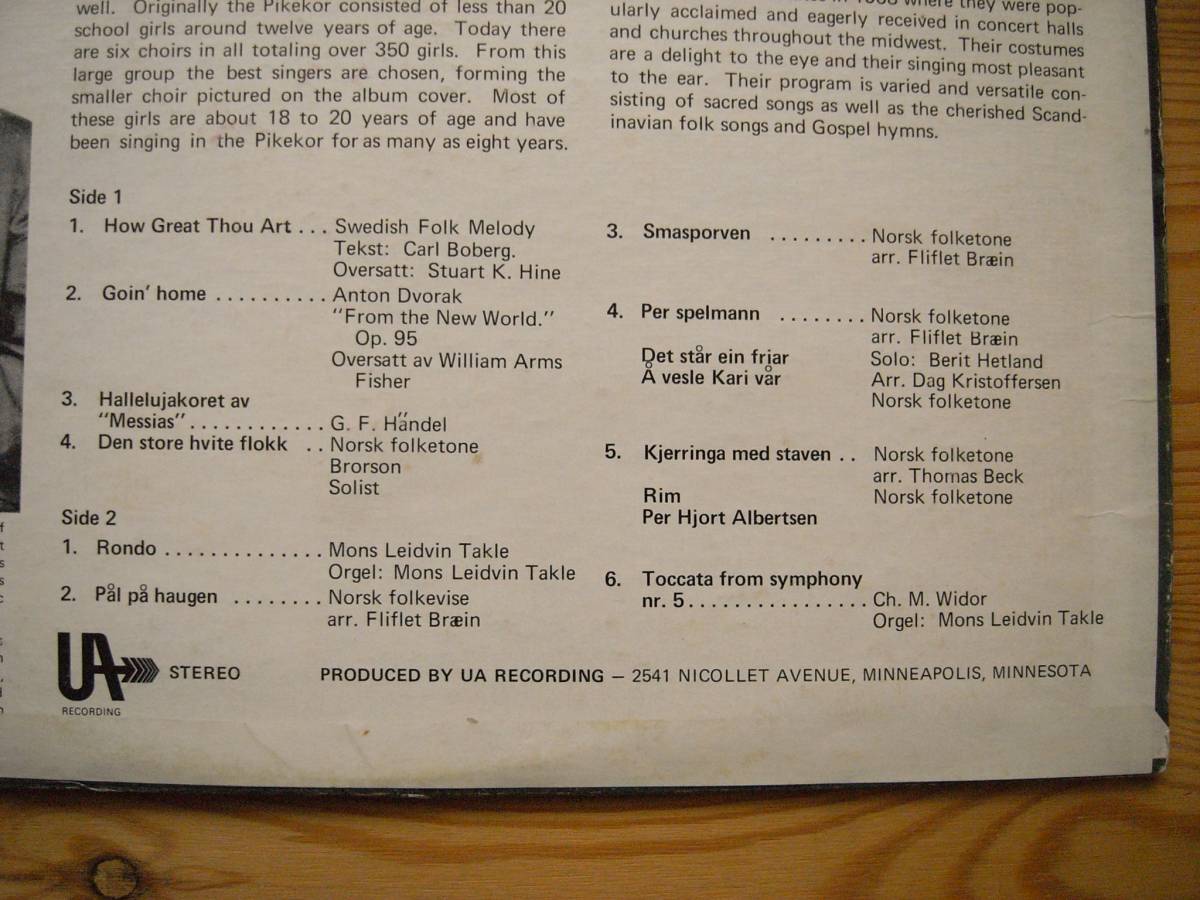 well. Originally the Pikekor consisted of less than 20
school girls around twelve years of age. Today there
are six choirs in all totaling over 350 girls. From this
large group the best singers are chosen, forming the
smaller choir pictured on the album cover. Most of
these girls are about 18 to 20 years of age and have
been singing in the Pikekor for as many as eight years.
where they were pop-
ularly acclaimed and eagerly received in concert halls
and churches throughout the midwest. Their costumes
are a delight to the eye and their singing most pleasant
to the ear. Their program is varied and versatile con-
sisting of sacred songs as well as the cherished Scand-
inavian folk songs and Gospel hymns.
Side 1
1. How Great Thou Art . . . Swedish Folk Melody
Tekst: Carl Boberg.
Oversatt: Stuart K. Hine
2. Goin' home . . . . . . . . . . Anton Dvorak
"From the New World."
Op. 95
Oversatt av William Arms
Fisher
3. Hallelujakoret av
"Messias" . . . . . . . . . . . . G. F. Händel
4. Den store hvite flokk . . Norsk folketone
Brorson
Solist
Side 2
1. Rondo . . . . . . . . . . . . . . Mons Leidvin Takle
Orgel: Mons Leidvin Takle
2. Pål på haugen . . . . . . . . Norsk folkevise
arr. Fliflet Bræin
3. Smasporven . . . . . . . . . Norsk folketone
arr. Fliflet Bræin
4. Per spelmann . . . . . . . . Norsk folketone
arr. Fliflet Bræin
Det står ein friar Solo: Berit Hetland
Å vesle Kari vår Arr. Dag Kristoffersen
Norsk folketone
5. Kjerringa med staven . . Norsk folketone
arr. Thomas Beck
Rim Norsk folketone
Per Hjort Albertsen
6. Toccata from symphony
nr. 5 . . . . . . . . . . . . . . . . Ch. M. Widor
Orgel: Mons Leidvin Takle
UA
RECORDING
STEREO
PRODUCED BY UA RECORDING — 2541 NICOLLET AVENUE, MINNEAPOLIS, MINNESOTA